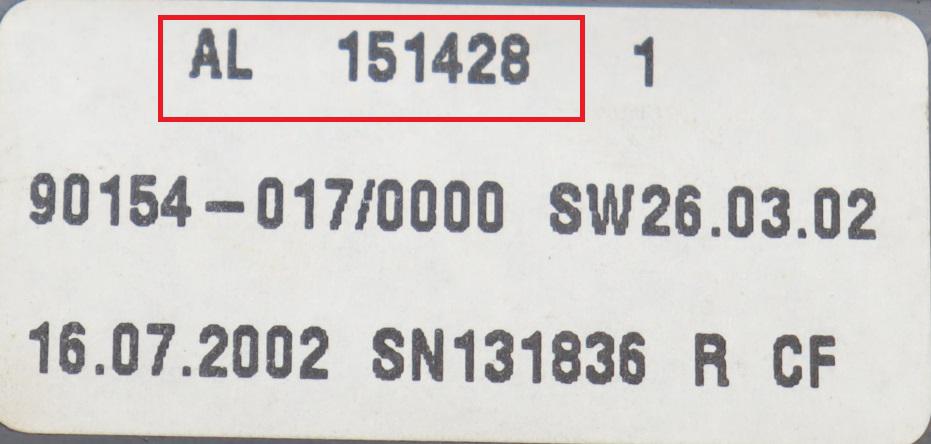 AL 151428 1
90154-017/0000 SW26.03.02
16.07.2002 SN131836 R CF